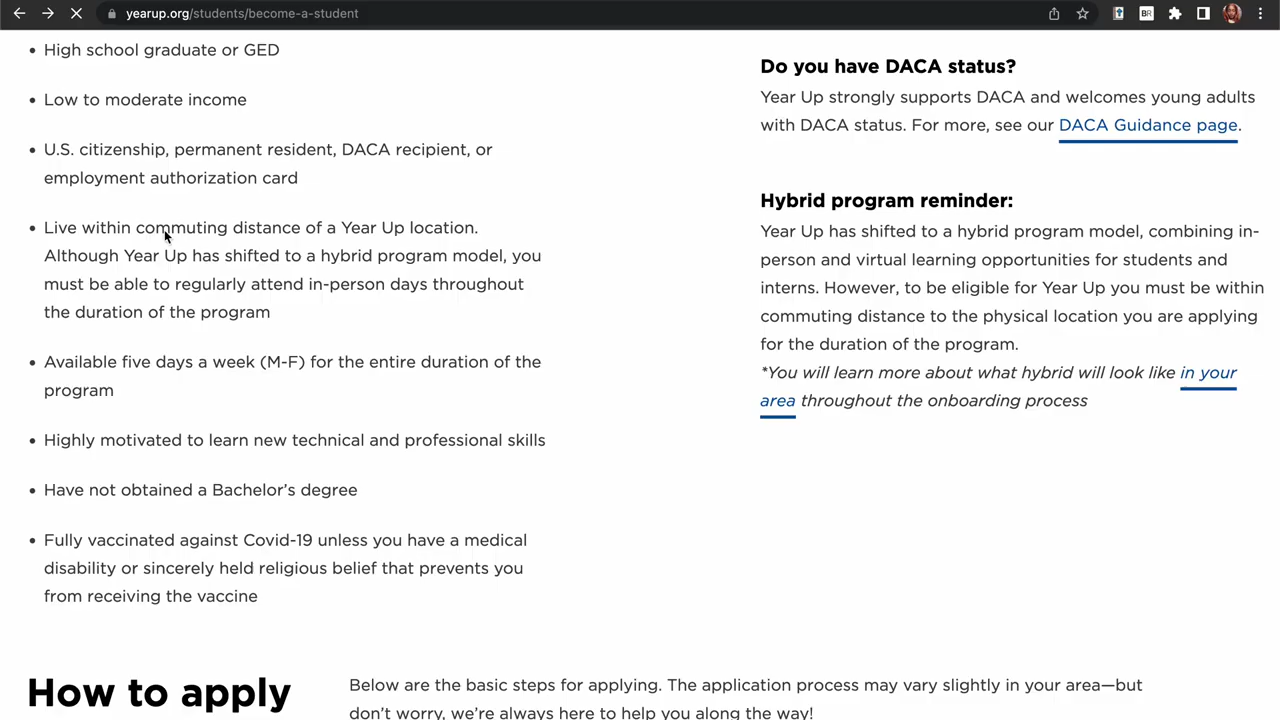 yearup.org/students/become-a-student
BR
• High school graduate or GED
• Low to moderate income
• U.S. citizenship, permanent resident, DACA recipient, or
employment authorization card
• Live within commuting distance of a Year Up location.
Although Year Up has shifted to a hybrid program model, you
must be able to regularly attend in-person days throughout
the duration of the program
• Available five days a week (M-F) for the entire duration of the
program
• Highly motivated to learn new technical and professional skills
• Have not obtained a Bachelor’s degree
• Fully vaccinated against Covid-19 unless you have a medical
disability or sincerely held religious belief that prevents you
from receiving the vaccine
Do you have DACA status?
Year Up strongly supports DACA and welcomes young adults
with DACA status. For more, see our DACA Guidance page.
Hybrid program reminder:
Year Up has shifted to a hybrid program model, combining in-
person and virtual learning opportunities for students and
interns. However, to be eligible for Year Up you must be within
commuting distance to the physical location you are applying
for the duration of the program.
*You will learn more about what hybrid will look like in your
area throughout the onboarding process
How to apply
Below are the basic steps for applying. The application process may vary slightly in your area—but
don’t worry, we’re always here to help you along the way!